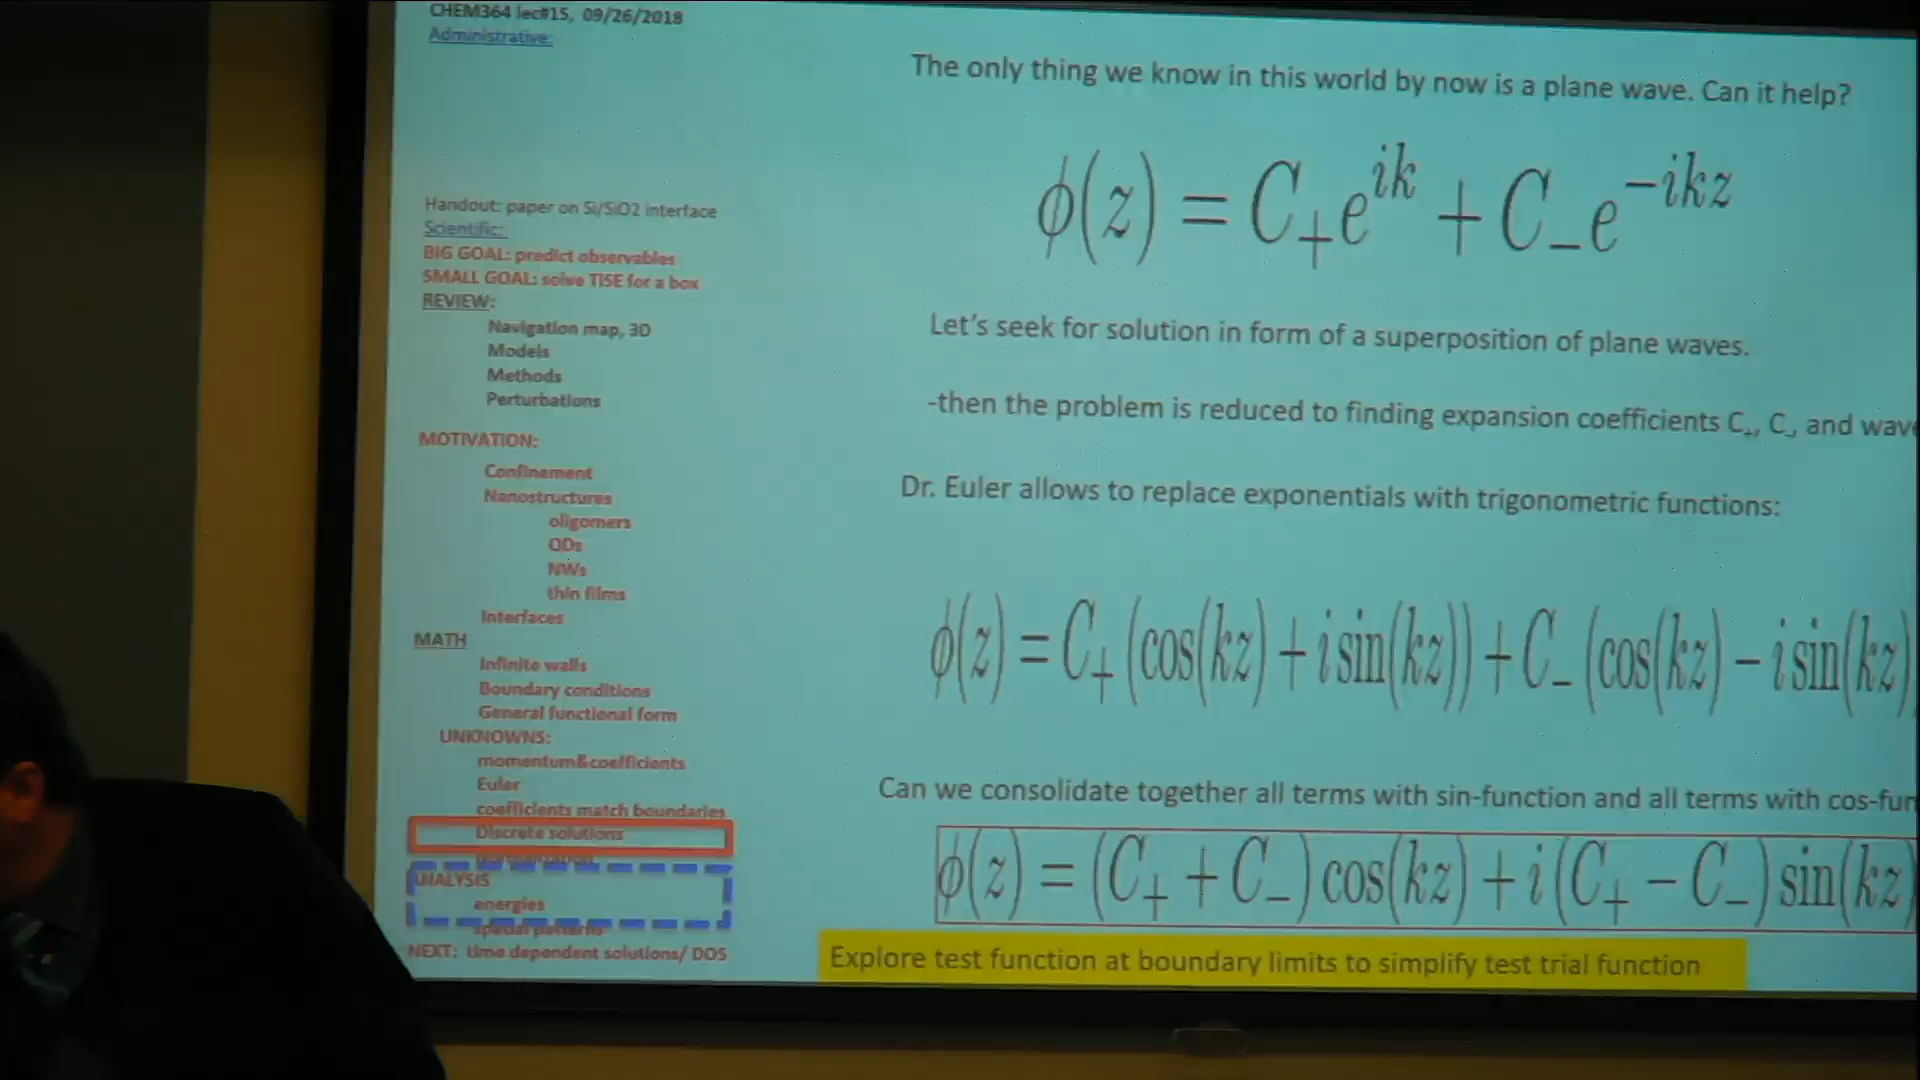 CHEM364 lec#15, 09/26/2018
Administrative:
Handout: paper on Si/SiO2 interface
Scientific:
BIG GOAL: predict observables
SMALL GOAL: solve TISE for a box
REVIEW:
Navigation map, 3D
Models
Methods
Perturbations
MOTIVATION:
Confinement
Nanostructures
oligomers
QDs
NWs
thin films
Interfaces
MATH
Infinite walls
Boundary conditions
General functional form
UNKNOWNS:
momentum&coefficients
Euler
coefficients match boundaries
Discrete solutions
energies
NEXT: time dependent solutions/ DOS
The only thing we know in this world by now is a plane wave. Can it help?
ϕ(z) = C₊e^{ik} + C₋e^{-ikz}
Let's seek for solution in form of a superposition of plane waves.
-then the problem is reduced to finding expansion coefficients C₊, C₋, and wave
Dr. Euler allows to replace exponentials with trigonometric functions:
ϕ(z) = C₊(cos(kz) + i sin(kz)) + C₋(cos(kz) − i sin(kz)
Can we consolidate together all terms with sin-function and all terms with cos-fun
ϕ(z) = (C₊ + C₋) cos(kz) + i (C₊ − C₋) sin(kz)
Explore test function at boundary limits to simplify test trial function